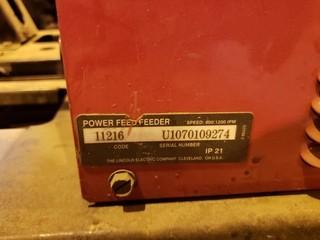 POWER FEED FEEDER SPEED: 800/1200 IPM
11216 U1070109274
CODE SERIAL NUMBER IP 21
THE LINCOLN ELECTRIC COMPANY CLEVELAND, OH U.S.A.